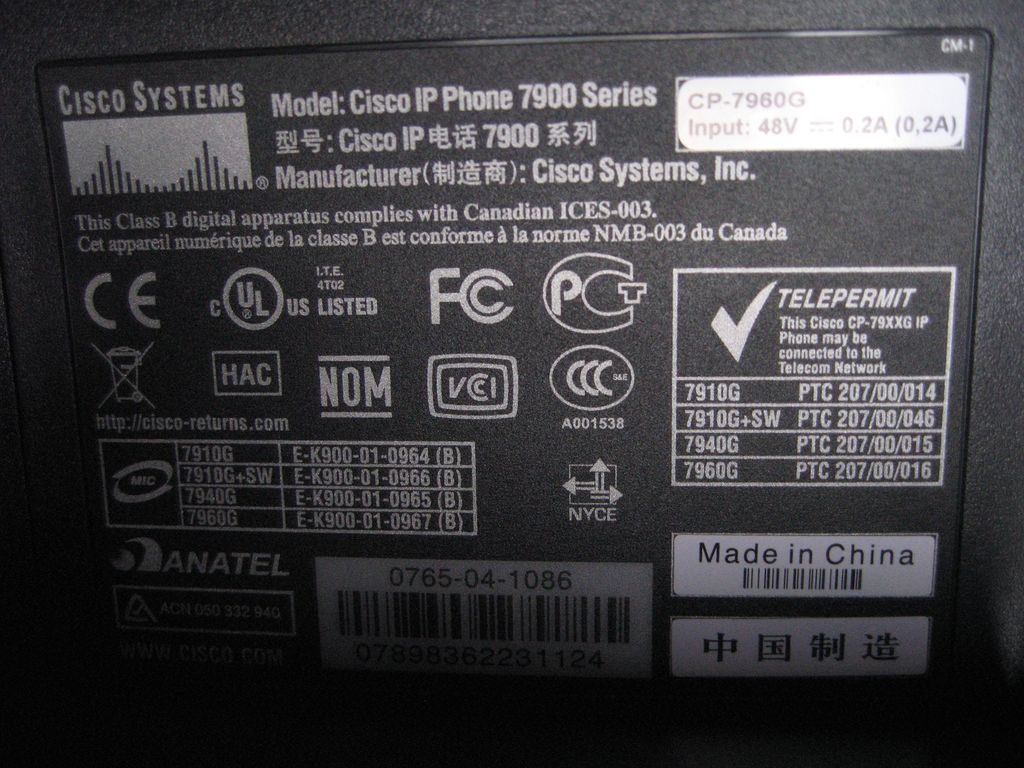 CM-1
CISCO SYSTEMS
®
Model: Cisco IP Phone 7900 Series
型号: Cisco IP 电话 7900 系列
Manufacturer(制造商): Cisco Systems, Inc.
CP-7960G
Input: 48V ⎓ 0.2A (0,2A)
This Class B digital apparatus complies with Canadian ICES-003.
Cet appareil numérique de la classe B est conforme à la norme NMB-003 du Canada
CE
C UL ® US LISTED
I.T.E.
4T02
FC
PCT
HAC
NOM
VCI
CCC S&E
A001538
http://cisco-returns.com
TELEPERMIT
This Cisco CP-79XXG IP
Phone may be
connected to the
Telecom Network
7910G PTC 207/00/014
7910G+SW PTC 207/00/046
7940G PTC 207/00/015
7960G PTC 207/00/016
MIC
7910G E-K900-01-0964 (B)
7910G+SW E-K900-01-0966 (B)
7940G E-K900-01-0965 (B)
7960G E-K900-01-0967 (B)
NYCE
ANATEL
ACN 050 332 940
WWW.CISCO.COM
0765-04-1086
07898362231124
Made in China
中国制造